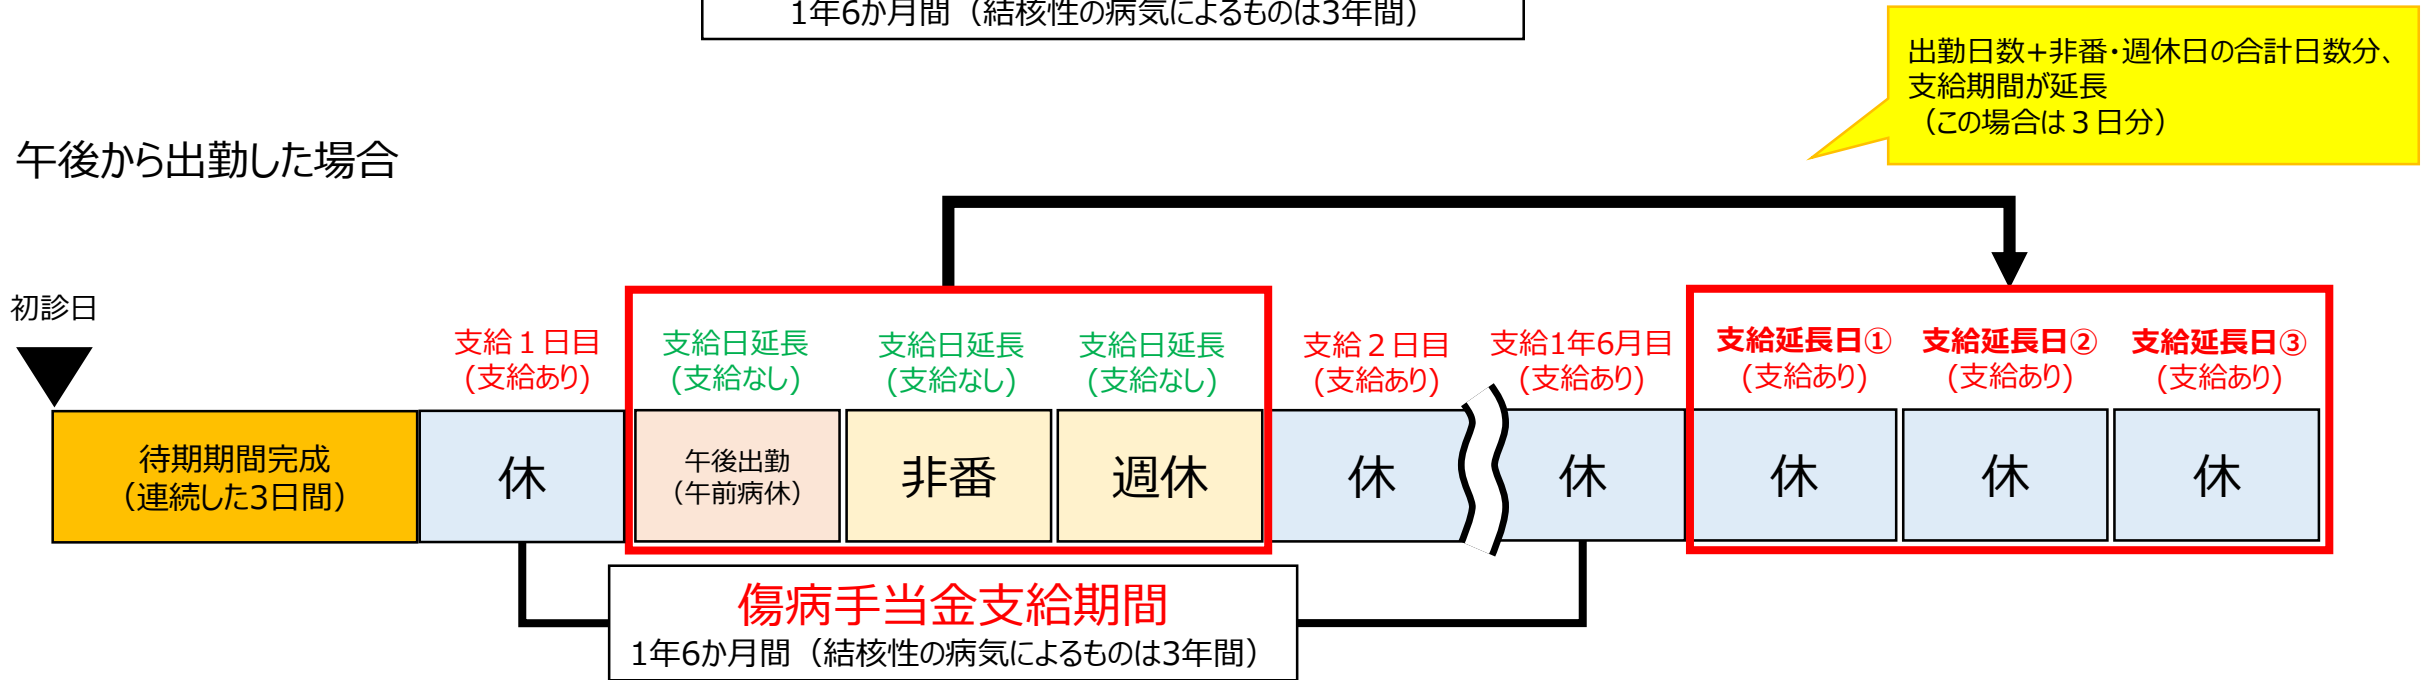 1年6か月間（結核性の病気によるものは3年間）
出勤日数+非番・週休日の合計日数分、
支給期間が延長
（この場合は３日分）
午後から出勤した場合
初診日
支給１日目
(支給あり)
支給日延長
(支給なし)
支給日延長
(支給なし)
支給日延長
(支給なし)
支給２日目
(支給あり)
支給1年6月目
(支給あり)
支給延長日①
(支給あり)
支給延長日②
(支給あり)
支給延長日③
(支給あり)
待期期間完成
（連続した3日間）
休
午後出勤
（午前病休）
非番
週休
休
休
休
休
休
傷病手当金支給期間
1年6か月間（結核性の病気によるものは3年間）